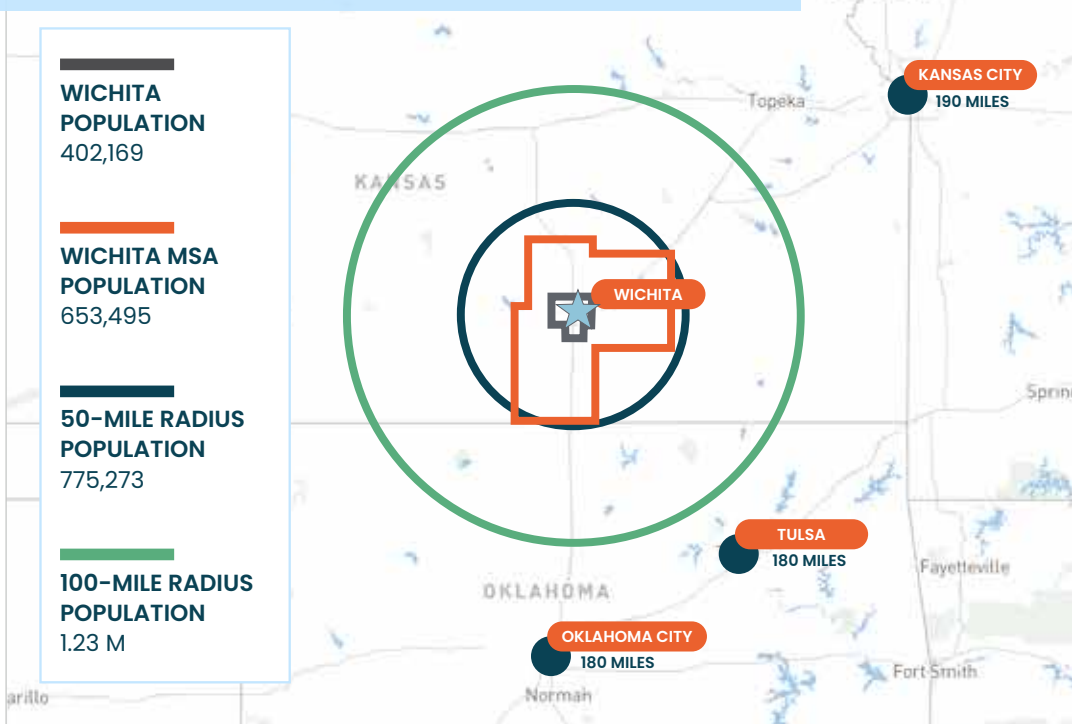 WICHITA
POPULATION
402,169
WICHITA MSA
POPULATION
653,495
50-MILE RADIUS
POPULATION
775,273
100-MILE RADIUS
POPULATION
1.23 M
KANSAS CITY
190 MILES
Topeka
KANSAS
WICHITA
Sprin
TULSA
180 MILES
Fayetteville
OKLAHOMA
OKLAHOMA CITY
180 MILES
Fort Smith
Norman
arillo